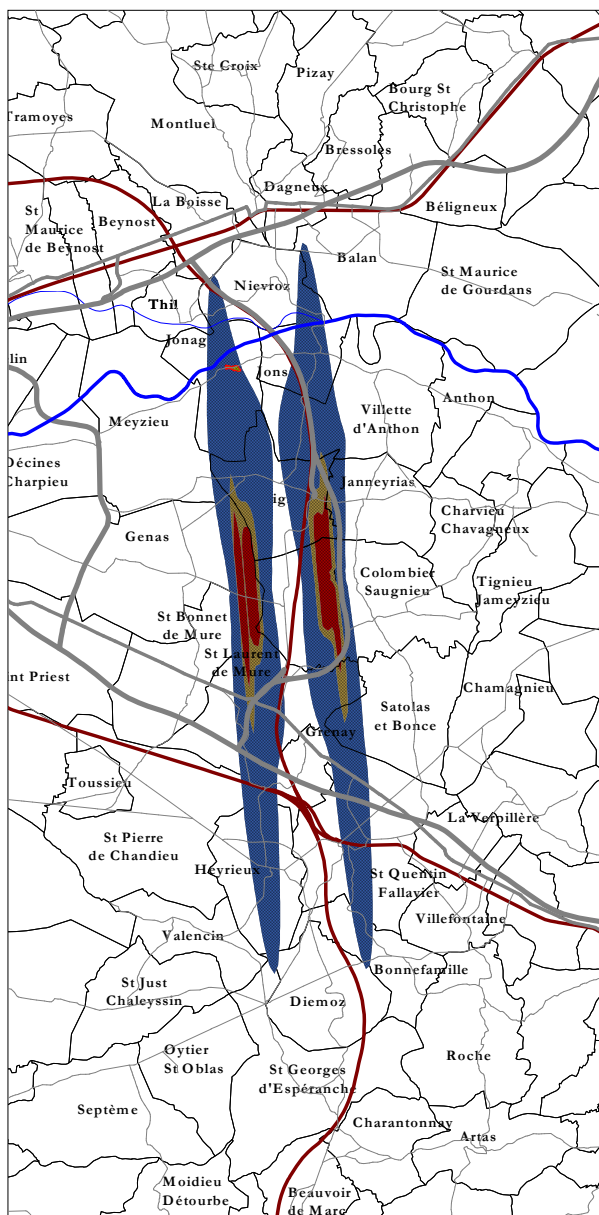 Ste Croix
Pizay
Bourg St
Christophe
Tramoyes
Montluel
Bressoles
Dagneux
La Boisse
St
Maurice
de Beynost
Beynost
Béligneux
Balan
St Maurice
de Gourdans
Nievroz
Thil
Jonag
lin
Jons
Anthon
Meyzieu
Villette
d'Anthon
Décines
Charpieu
Janneyrias
ig
Charvieu
Chavagneux
Genas
Colombier
Saugnieu
Tignieu
Jameyzieu
St Bonnet
de Mure
St Laurent
de Mure
nt Priest
Chamagnieu
Satolas
et Bonce
Grenay
Toussieu
La Verpillère
St Pierre
de Chandieu
Heyrieux
St Quentin
Fallavier
Villefontaine
Valencin
Bonnefamille
St Just
Chaleyssin
Diemoz
Oytier
St Oblas
Roche
St Georges
d'Espéranche
Septème
Charantonnay
Artas
Moidieu
Détourbe
Beauvoir
de Marc